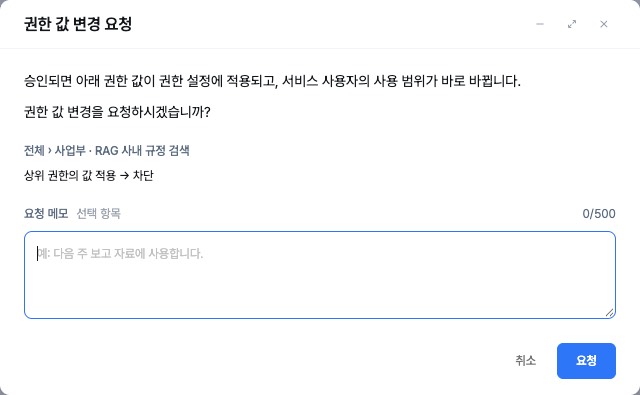 권한 값 변경 요청
승인되면 아래 권한 값이 권한 설정에 적용되고, 서비스 사용자의 사용 범위가 바로 바뀝니다.
권한 값 변경을 요청하시겠습니까?
전체 › 사업부 · RAG 사내 규정 검색
상위 권한의 값 적용 → 차단
요청 메모 선택 항목 0/500
예: 다음 주 보고 자료에 사용합니다.
취소 요청